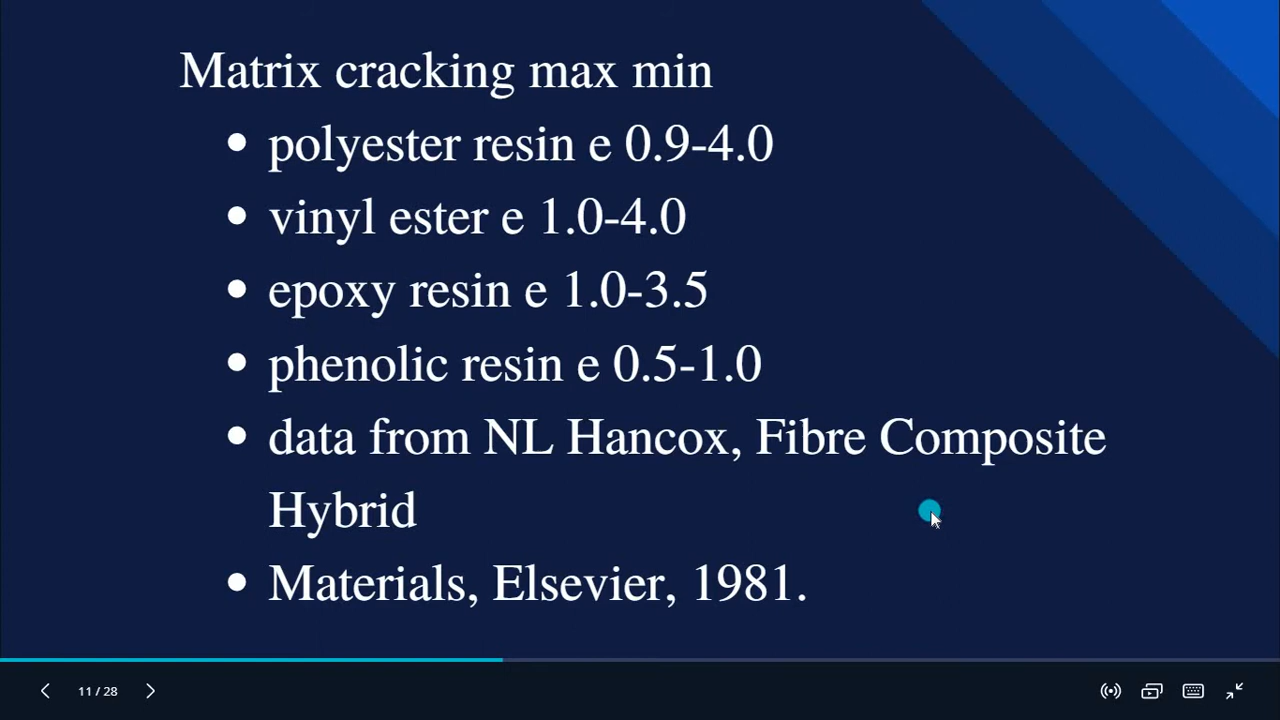 Matrix cracking max min
• polyester resin e 0.9-4.0
• vinyl ester e 1.0-4.0
• epoxy resin e 1.0-3.5
• phenolic resin e 0.5-1.0
• data from NL Hancox, Fibre Composite
Hybrid
• Materials, Elsevier, 1981.
11 / 28